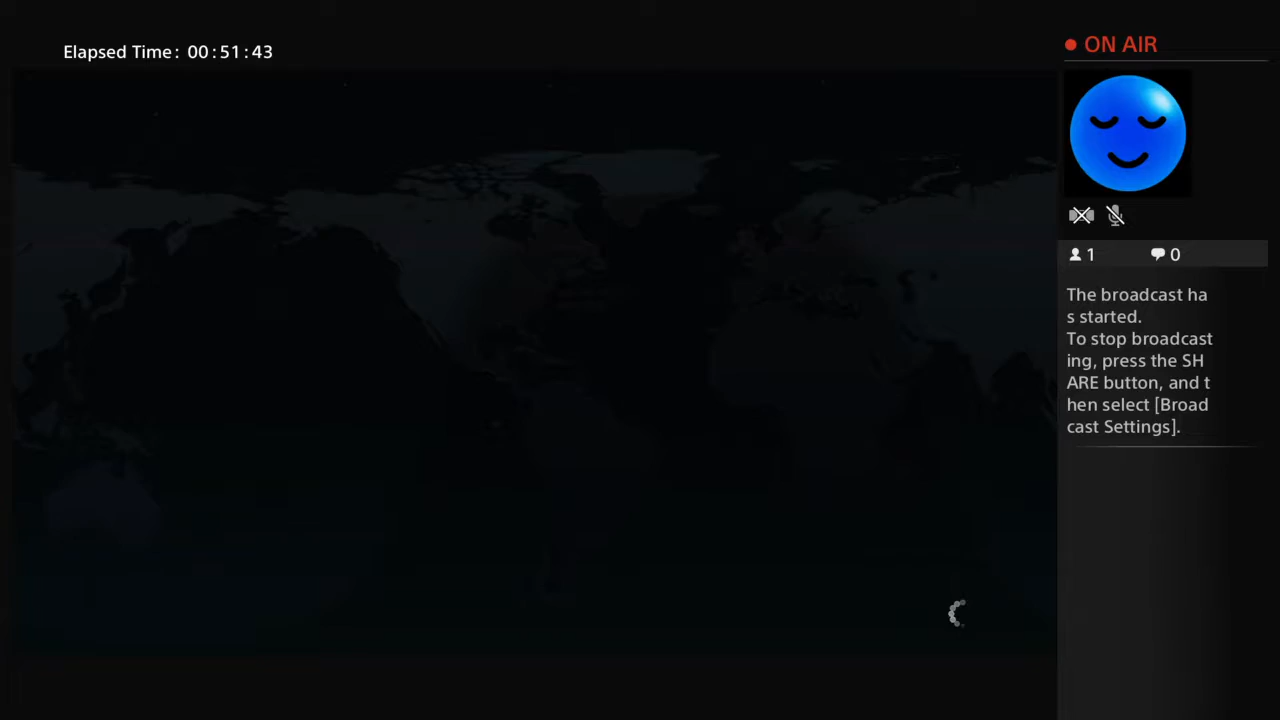 Elapsed Time: 00:51:43
ON AIR
1 0
The broadcast ha
s started.
To stop broadcast
ing, press the SH
ARE button, and t
hen select [Broad
cast Settings].